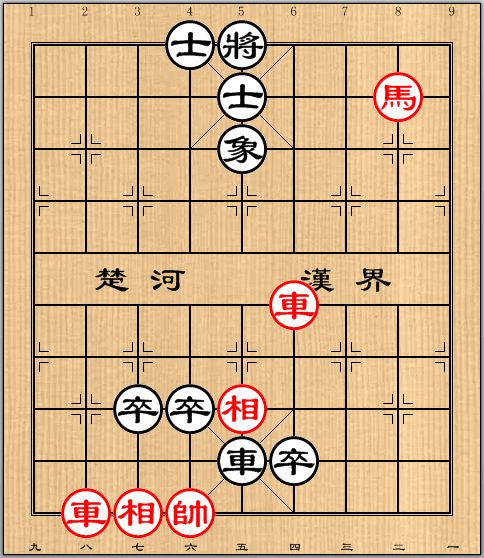 1 2 3 4 5 6 7 8 9
士 將
士 馬
象
楚 河 漢 界
車
卒 卒 相
車 卒
車 相 帥
九 八 七 六 五 四 三 二 一